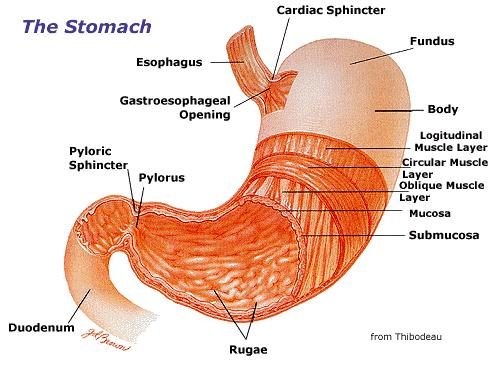 The Stomach
Cardiac Sphincter
Fundus
Esophagus
Gastroesophageal
Opening
Body
Logitudinal
Muscle Layer
Circular Muscle
Layer
Oblique Muscle
Layer
Mucosa
Submucosa
Pyloric
Sphincter
Pylorus
Duodenum
Rugae
from Thibodeau